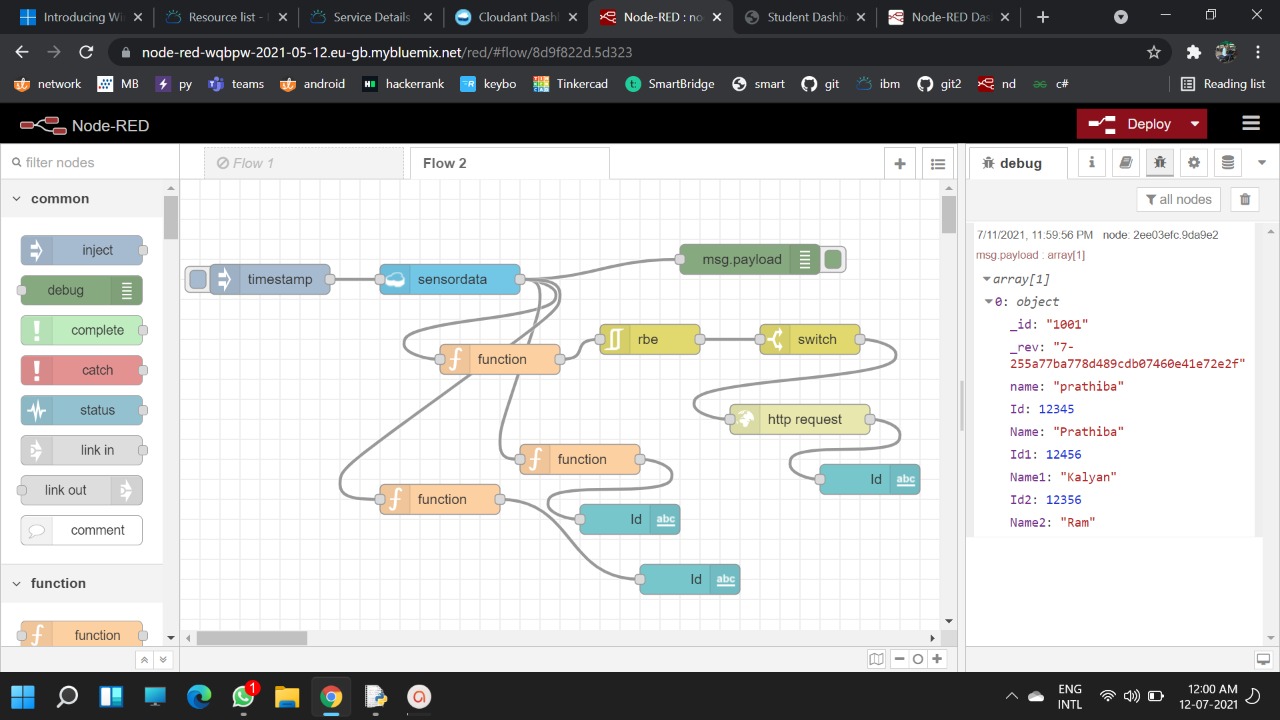 Introducing Wi
Resource list -
Service Details
Cloudant Dash
Node-RED : no
Student Dashb
Node-RED Das
node-red-wqbpw-2021-05-12.eu-gb.mybluemix.net/red/#flow/8d9f822d.5d323
network
MB
py
teams
android
hackerrank
keybo
Tinkercad
SmartBridge
smart
git
ibm
git2
nd
c#
Reading list
Node-RED
Deploy
filter nodes
Flow 1
Flow 2
debug
all nodes
common
inject
debug
complete
catch
status
link in
link out
comment
function
function
timestamp
sensordata
msg.payload
function
rbe
switch
http request
Id
abc
function
function
Id
abc
Id
abc
7/11/2021, 11:59:56 PM node: 2ee03efc.9da9e2
msg.payload : array[1]
array[1]
0: object
_id: "1001"
_rev: "7-
255a77ba778d489cdb07460e41e72e2f"
name: "prathiba"
Id: 12345
Name: "Prathiba"
Id1: 12456
Name1: "Kalyan"
Id2: 12356
Name2: "Ram"
1
ENG
INTL
12:00 AM
12-07-2021